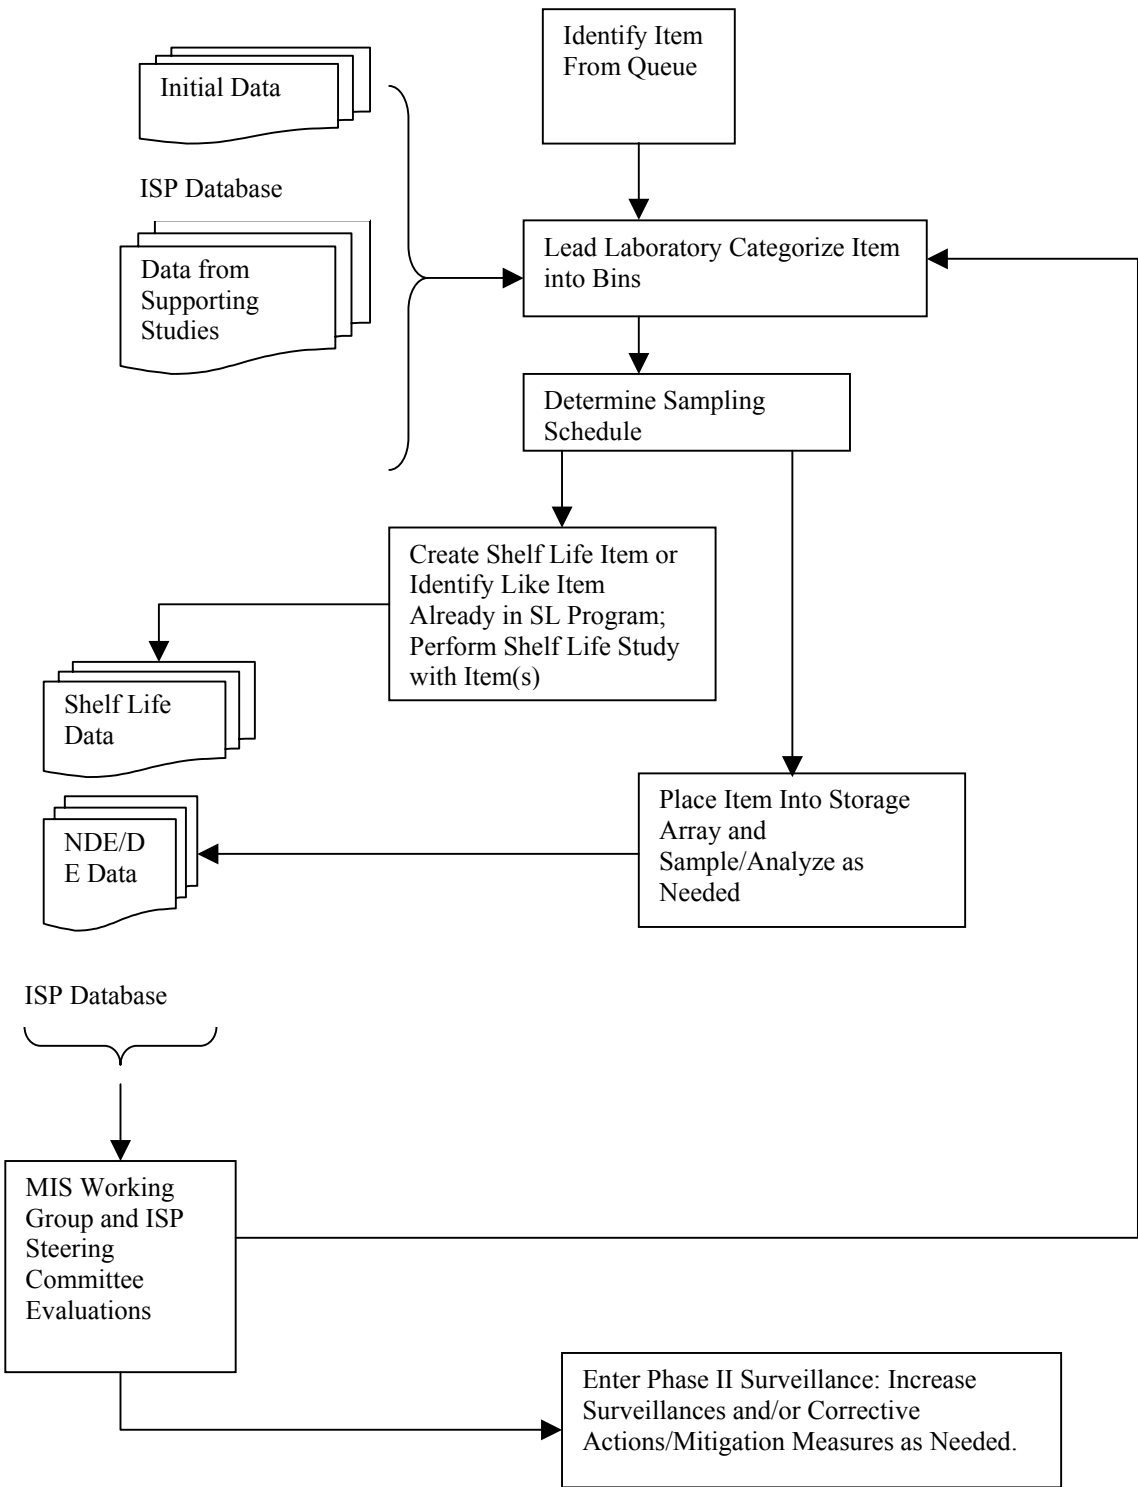 Identify Item
From Queue
Initial Data
ISP Database
Data from
Supporting
Studies
Lead Laboratory Categorize Item
into Bins
Determine Sampling
Schedule
Create Shelf Life Item or
Identify Like Item
Already in SL Program;
Perform Shelf Life Study
with Item(s)
Shelf Life
Data
Place Item Into Storage
Array and
Sample/Analyze as
Needed
NDE/D
E Data
ISP Database
MIS Working
Group and ISP
Steering
Committee
Evaluations
Enter Phase II Surveillance: Increase
Surveillances and/or Corrective
Actions/Mitigation Measures as Needed.